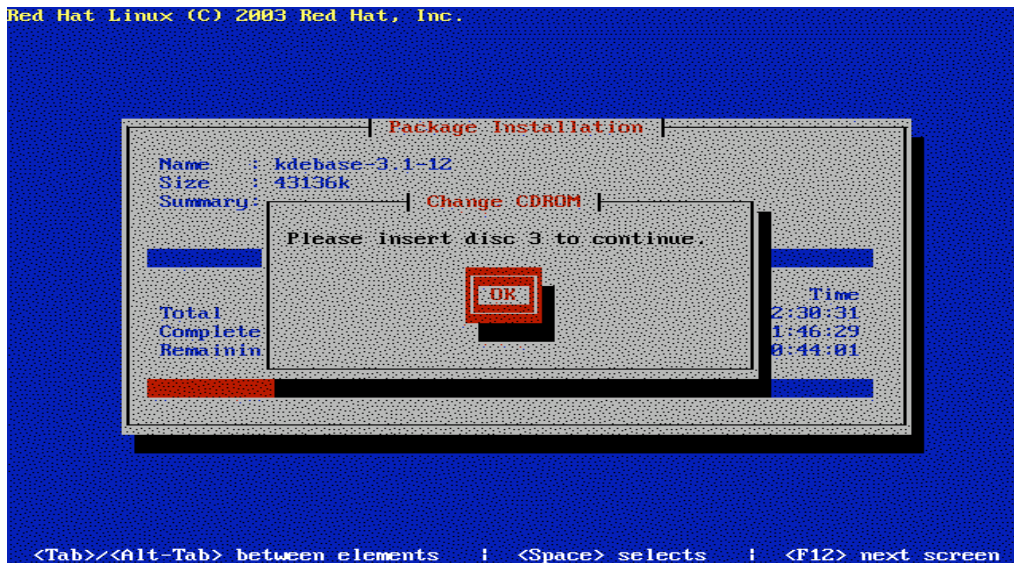 Red Hat Linux (C) 2003 Red Hat, Inc.
Package Installation
Name : kdebase-3.1-12
Size : 43136k
Summary:
Change CDROM
Please insert disc 3 to continue.
OK
Time
Total 2:30:31
Complete 1:46:29
Remainin 0:44:01
<Tab>/<Alt-Tab> between elements | <Space> selects | <F12> next screen